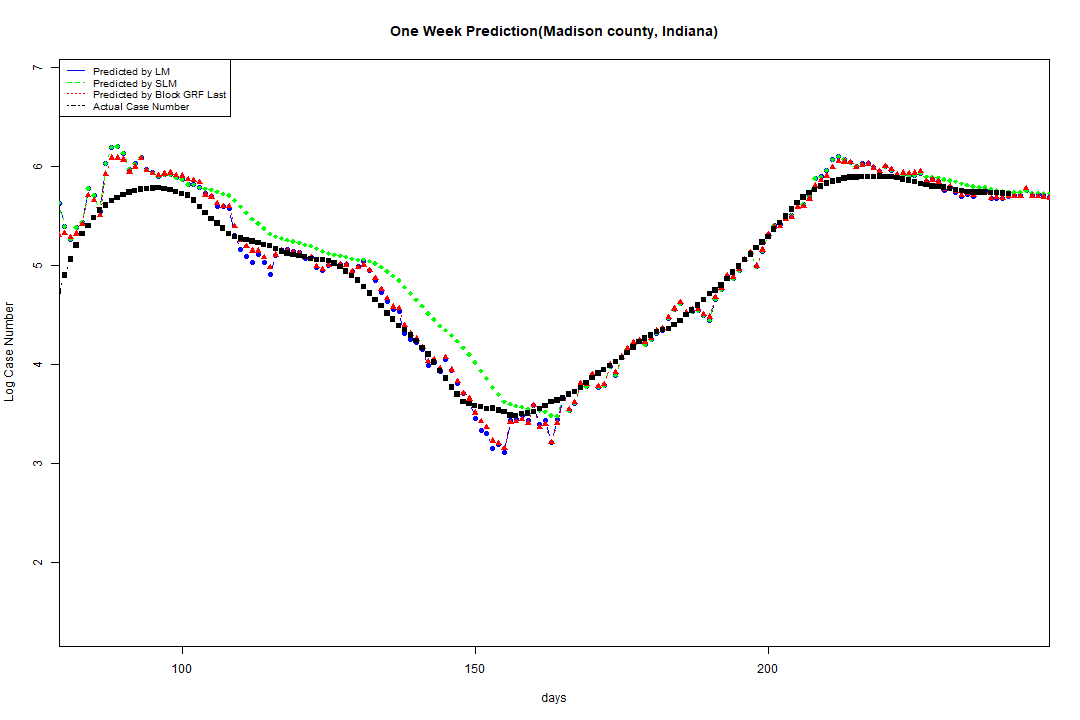 One Week Prediction(Madison county, Indiana)
Predicted by LM
Predicted by SLM
Predicted by Block GRF Last
Actual Case Number
7
6
5
4
3
2
Log Case Number
100 150 200
days